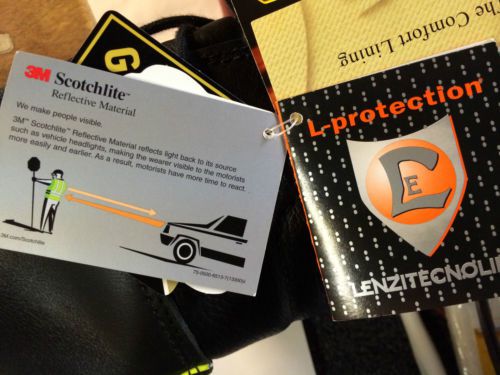 3M Scotchlite™
Reflective Material
We make people visible.
3M™ Scotchlite™ Reflective Material reflects light back to its source
such as vehicle headlights, making the wearer visible to the motorists
more easily and earlier. As a result, motorists have more time to react.
3M.com/Scotchlite
G
The Comfort Lining
L-protection
LE
LENZITECNOLO